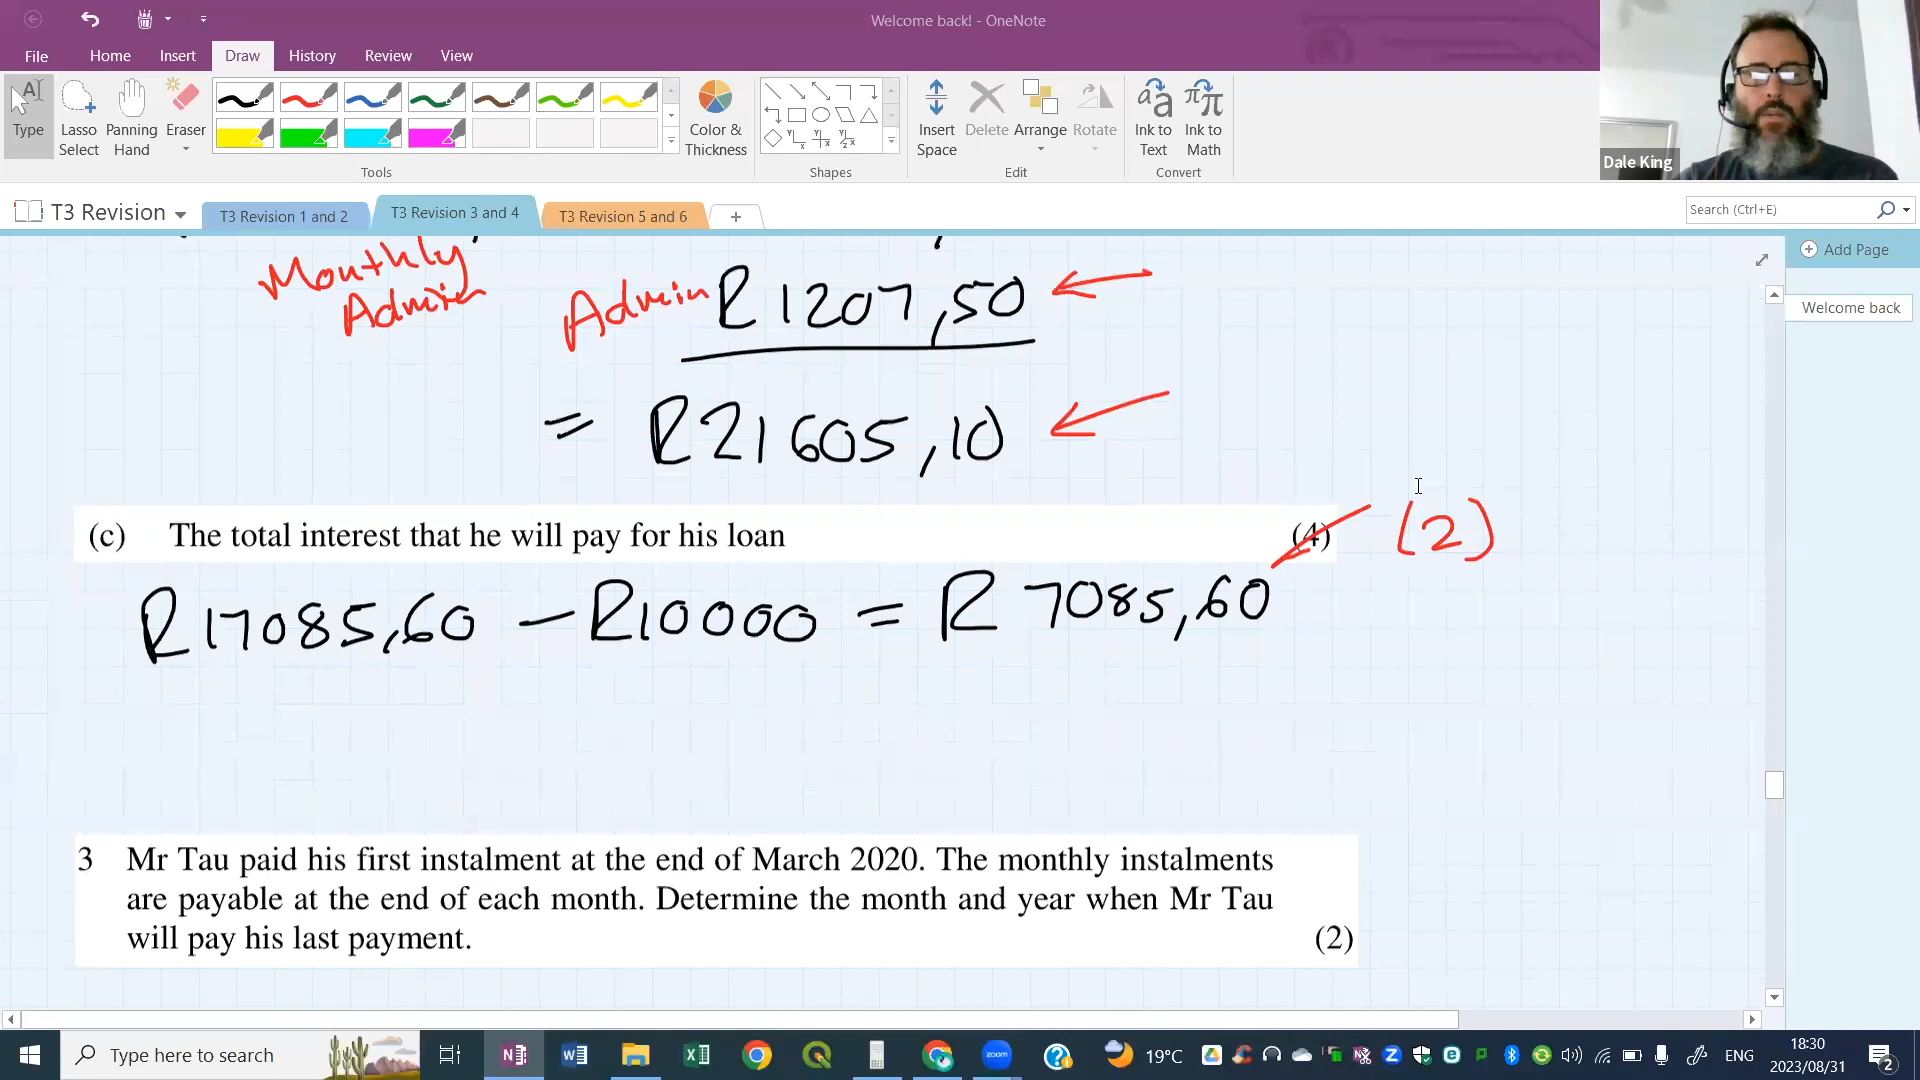 Welcome back! - OneNote
File Home Insert Draw History Review View
Type
Lasso Select
Panning Hand
Eraser
Color & Thickness
Insert Space
Delete
Arrange
Rotate
Ink to Text
Ink to Math
Tools
Shapes
Edit
Convert
Dale King
T3 Revision
T3 Revision 1 and 2
T3 Revision 3 and 4
T3 Revision 5 and 6
Search (Ctrl+E)
Add Page
Welcome back
Monthly
Admin
Admin R1207,50
= R21605,10
(c) The total interest that he will pay for his loan (4) (2)
R17085,60 – R10000 = R 7085,60
3 Mr Tau paid his first instalment at the end of March 2020. The monthly instalments
are payable at the end of each month. Determine the month and year when Mr Tau
will pay his last payment. (2)
Type here to search
zoom
19°C
ENG
18:30
2023/08/31
2